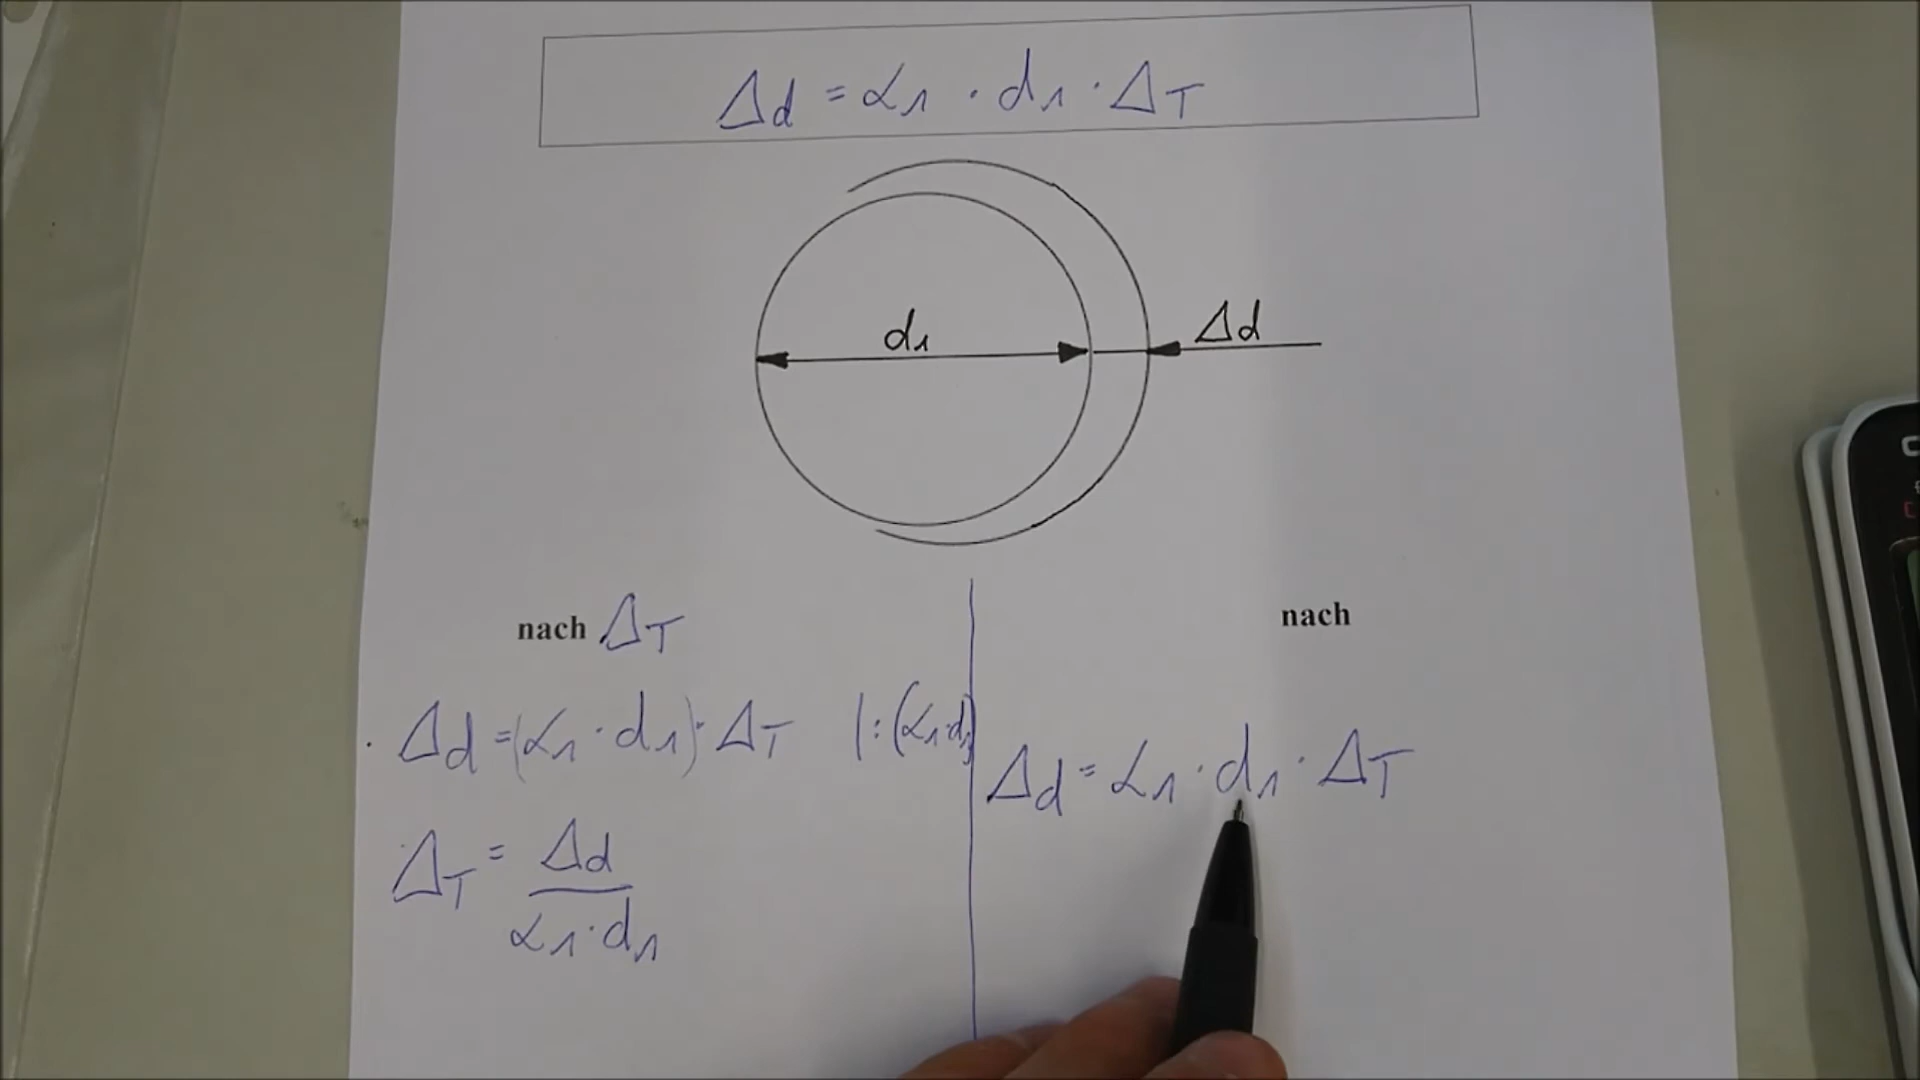 Δd = α₁ · d₁ · ΔT
d₁
Δd
nach ΔT
nach
Δd = (α₁ · d₁) · ΔT |: (α₁ · d₁)
Δd = α₁ · d₁ · ΔT
ΔT = Δd / α₁ · d₁